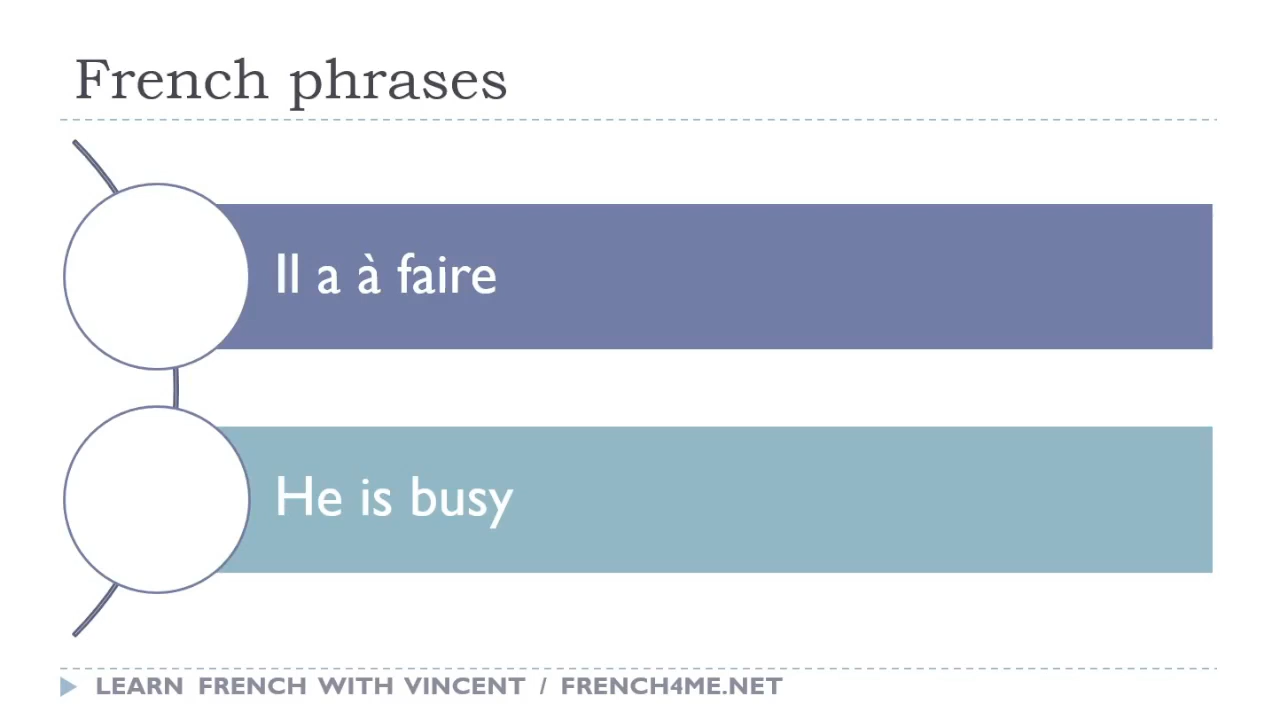 French phrases
Il a à faire
He is busy
LEARN FRENCH WITH VINCENT / FRENCH4ME.NET